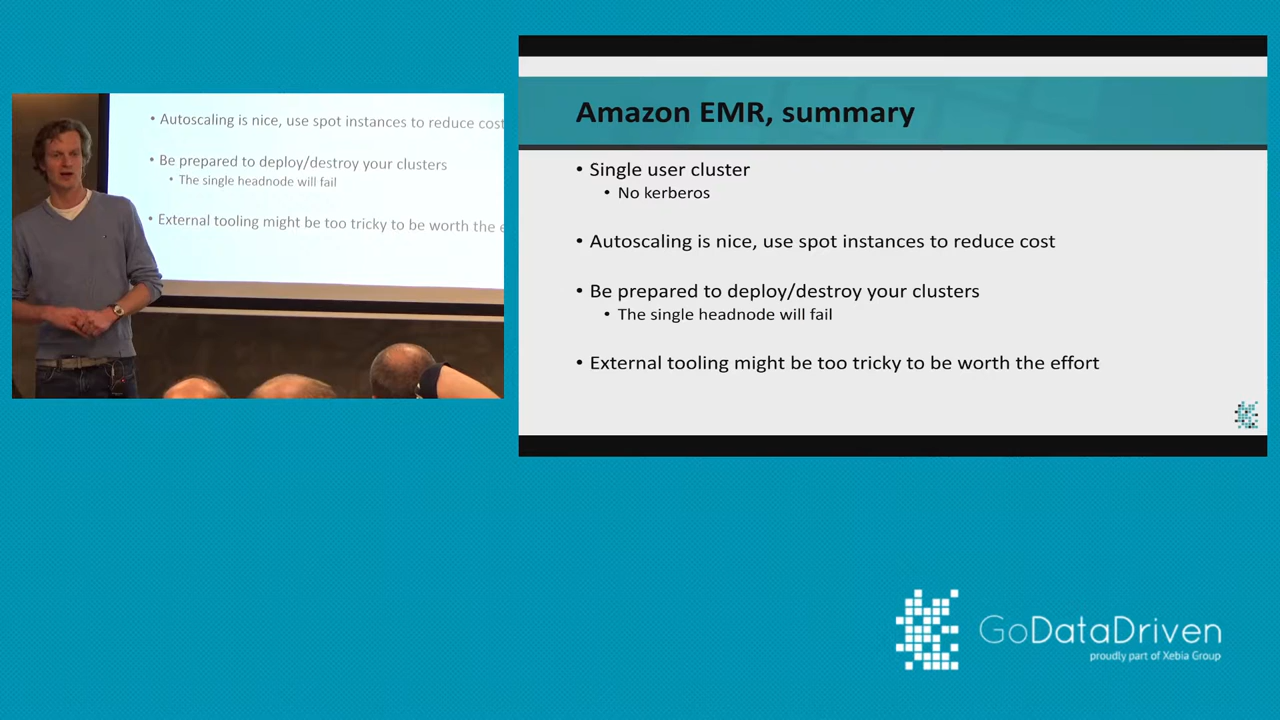 • Autoscaling is nice, use spot instances to reduce cost
• Be prepared to deploy/destroy your clusters
• The single headnode will fail
• External tooling might be too tricky to be worth the e
Amazon EMR, summary
• Single user cluster
• No kerberos
• Autoscaling is nice, use spot instances to reduce cost
• Be prepared to deploy/destroy your clusters
• The single headnode will fail
• External tooling might be too tricky to be worth the effort
GoDataDriven
proudly part of Xebia Group